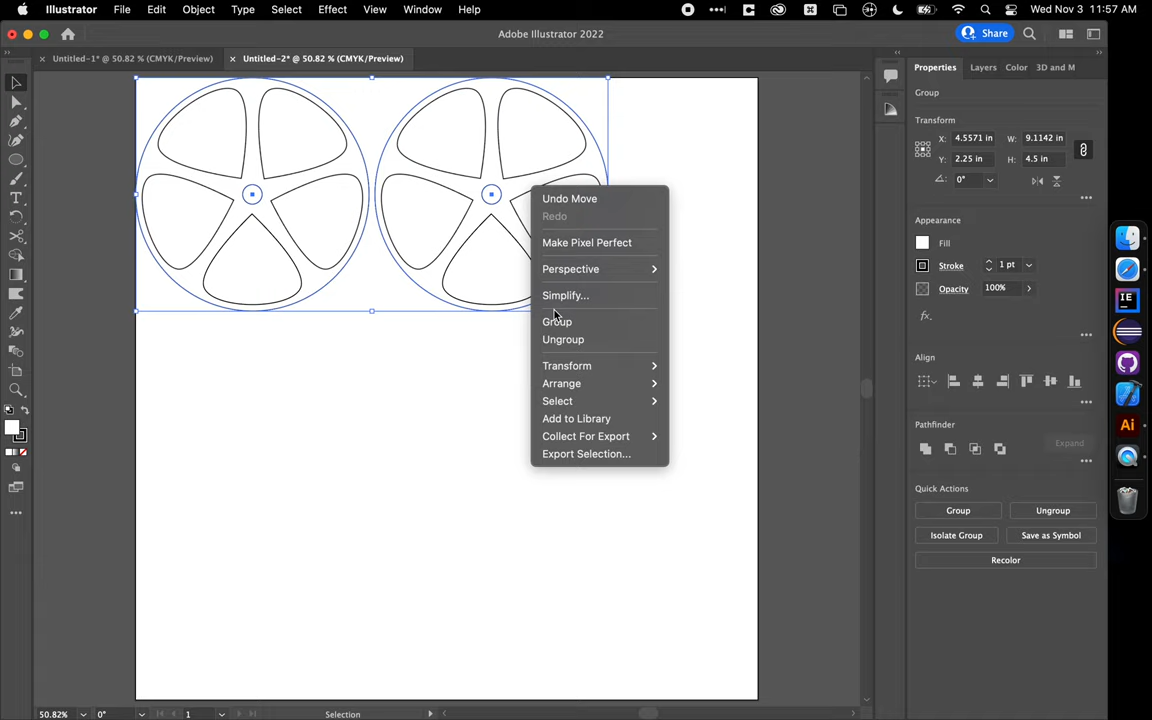 Illustrator File Edit Object Type Select Effect View Window Help
Wed Nov 3 11:57 AM
Adobe Illustrator 2022
Share
Untitled-1* @ 50.82 % (CMYK/Preview)
Untitled-2* @ 50.82 % (CMYK/Preview)
Properties Layers Color 3D and M
Group
Transform
X: 4.5571 in W: 9.1142 in
Y: 2.25 in H: 4.5 in
0°
Appearance
Fill
Stroke 1 pt
Opacity 100%
fx.
Align
Pathfinder
Expand
Quick Actions
Group Ungroup
Isolate Group Save as Symbol
Recolor
Undo Move
Redo
Make Pixel Perfect
Perspective
Simplify...
Group
Ungroup
Transform
Arrange
Select
Add to Library
Collect For Export
Export Selection...
IE
Ai
50.82% 0° 1 Selection